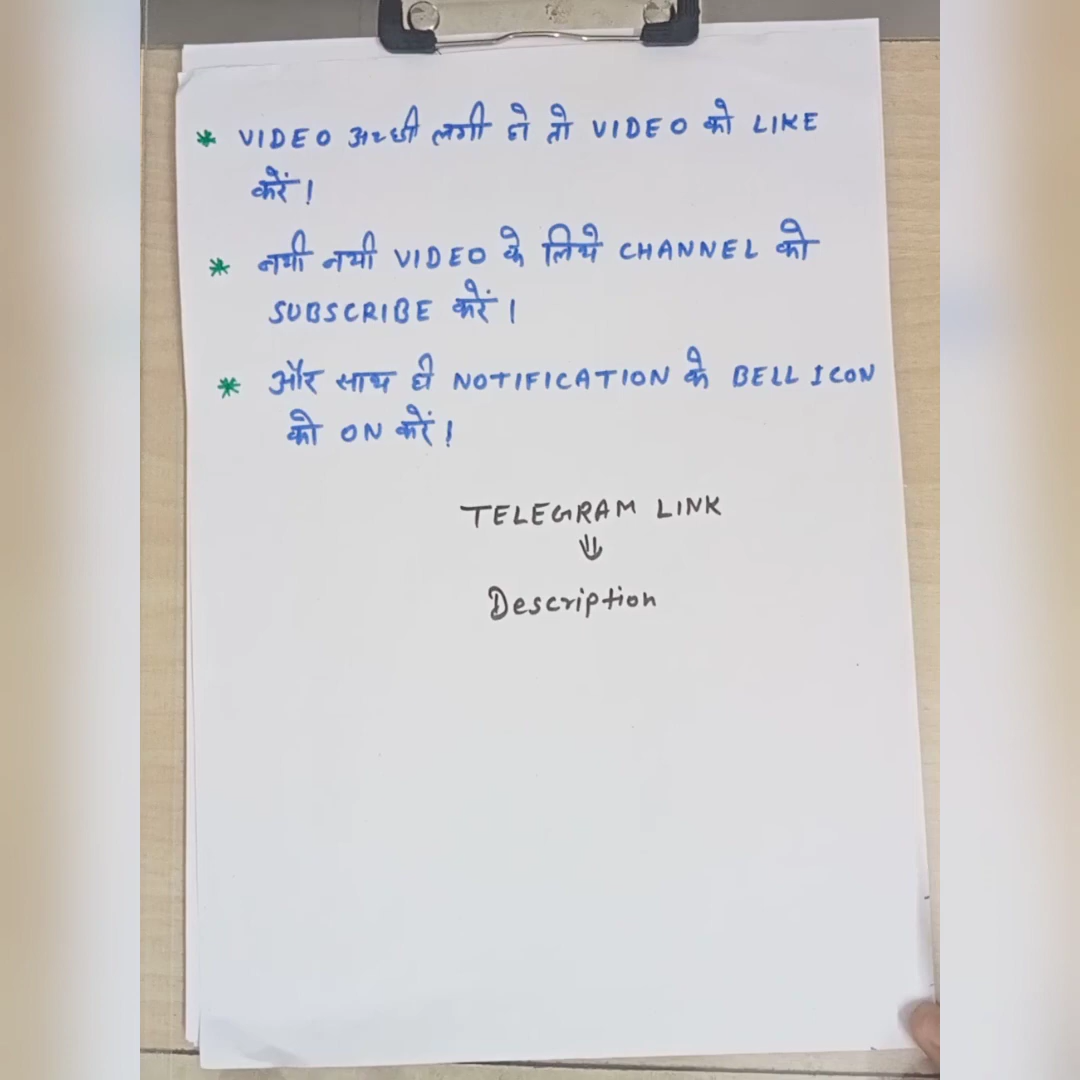 * VIDEO अच्छी लगी हो तो VIDEO को LIKE
करें।
* नयी नयी VIDEO के लिये CHANNEL को
SUBSCRIBE करें।
* और साथ ही NOTIFICATION के BELL ICON
को ON करें।
TELEGRAM LINK
⇓
Description